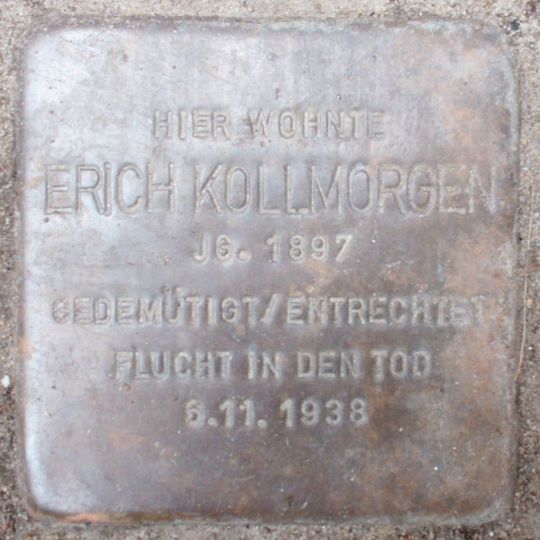 HIER WOHNTE
ERICH KOLLMORGEN
JG. 1897
GEDEMÜTIGT/ENTRECHTET
FLUCHT IN DEN TOD
6.11.1938